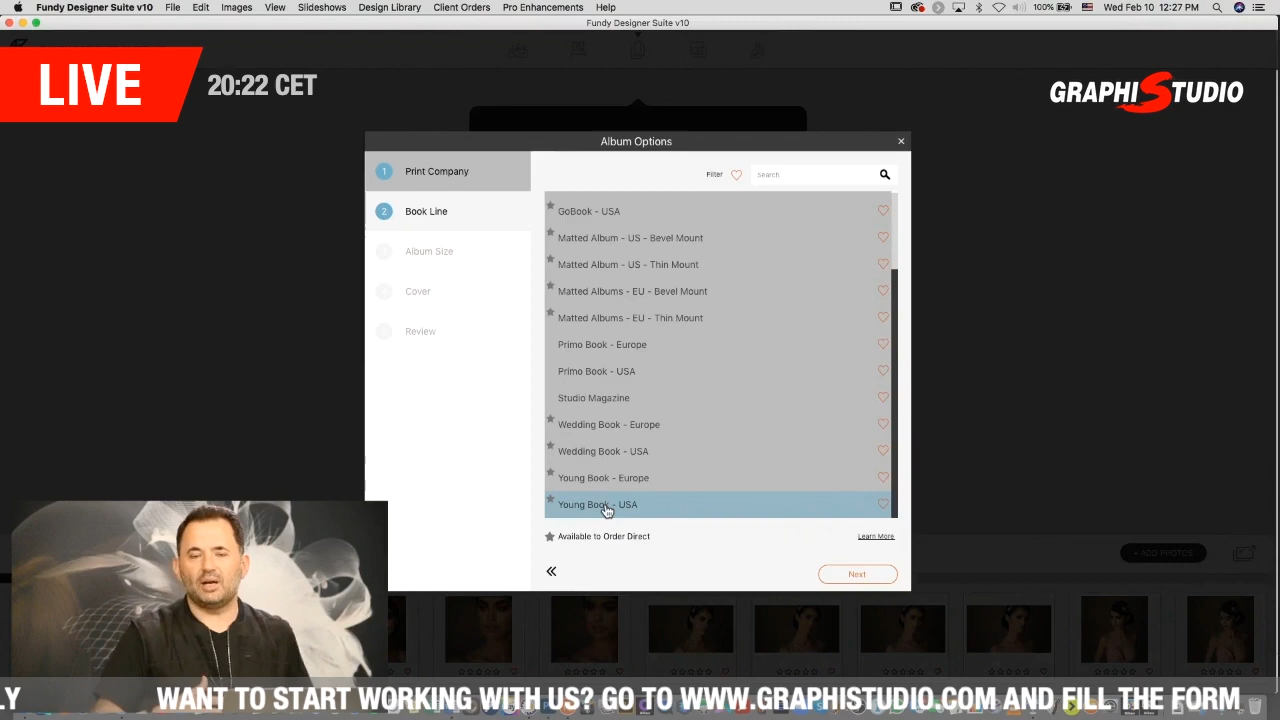 Fundy Designer Suite v10 File Edit Images View Slideshows Design Library Client Orders Pro Enhancements Help 100% Wed Feb 10 12:27 PM
Fundy Designer Suite v10
LIVE 20:22 CET GRAPHISTUDIO
Album Options
1 Print Company
2 Book Line
Album Size
Cover
Review
Filter Search
GoBook - USA
Matted Album - US - Bevel Mount
Matted Album - US - Thin Mount
Matted Albums - EU - Bevel Mount
Matted Albums - EU - Thin Mount
Primo Book - Europe
Primo Book - USA
Studio Magazine
Wedding Book - Europe
Wedding Book - USA
Young Book - Europe
Young Book - USA
Available to Order Direct Learn More
Next
+ ADD PHOTOS
LY WANT TO START WORKING WITH US? GO TO WWW.GRAPHISTUDIO.COM AND FILL THE FORM